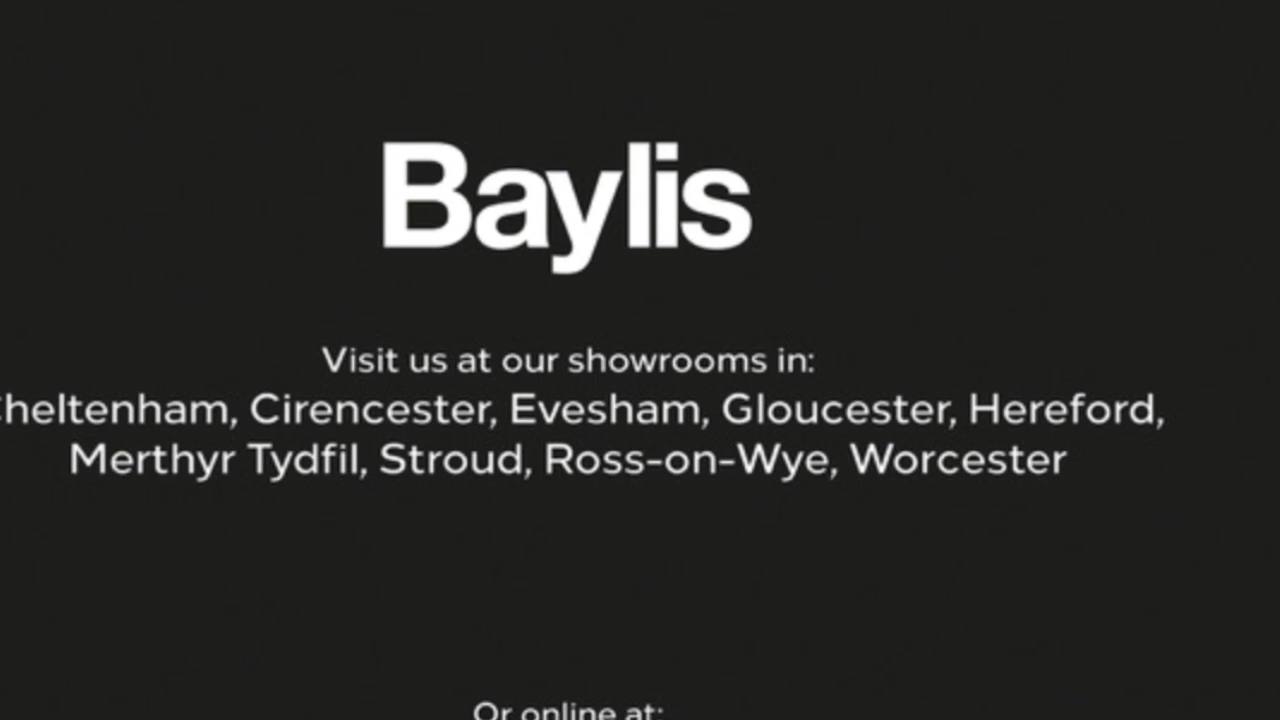 Baylis
Visit us at our showrooms in:
Cheltenham, Cirencester, Evesham, Gloucester, Hereford,
Merthyr Tydfil, Stroud, Ross-on-Wye, Worcester
Or online at: